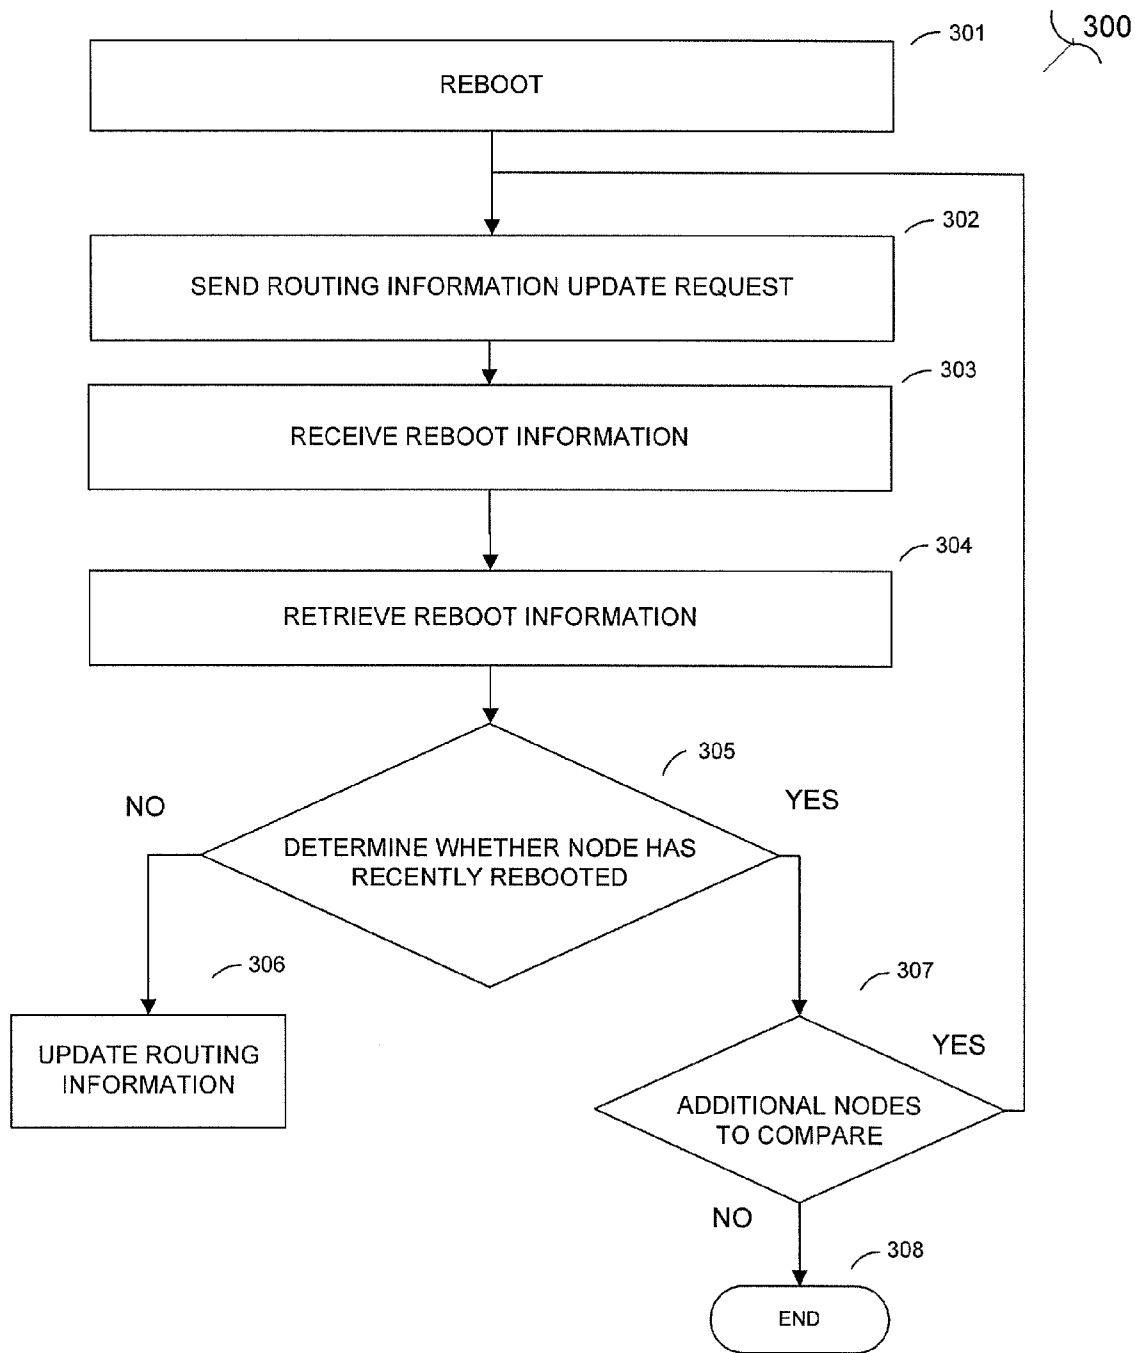 300
301
REBOOT
302
SEND ROUTING INFORMATION UPDATE REQUEST
303
RECEIVE REBOOT INFORMATION
304
RETRIEVE REBOOT INFORMATION
305
NO
YES
DETERMINE WHETHER NODE HAS
RECENTLY REBOOTED
306
307
UPDATE ROUTING
INFORMATION
YES
ADDITIONAL NODES
TO COMPARE
NO
308
END